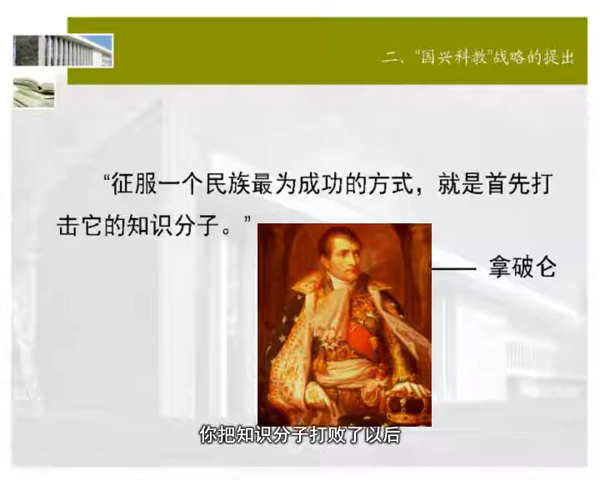 二、“国兴科教”战略的提出
“征服一个民族最为成功的方式，就是首先打
击它的知识分子。”
—— 拿破仑
你把知识分子打败了以后